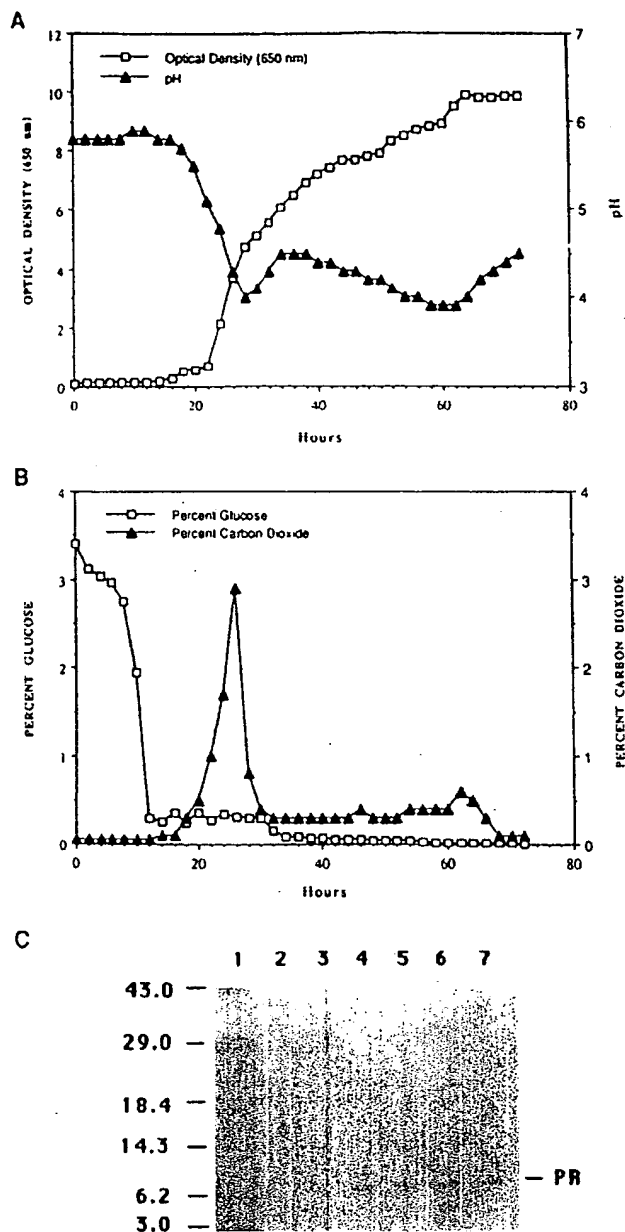 A
Optical Density (650 nm)
pH
OPTICAL DENSITY (650 nm)
12
10
8
6
4
2
0
7
6
5
4
3
pH
0 20 40 60 80
Hours
B
Percent Glucose
Percent Carbon Dioxide
PERCENT GLUCOSE
4
3
2
1
0
4
3
2
1
0
PERCENT CARBON DIOXIDE
0 20 40 60 80
Hours
C
1 2 3 4 5 6 7
43.0
29.0
18.4
14.3
6.2
3.0
PR